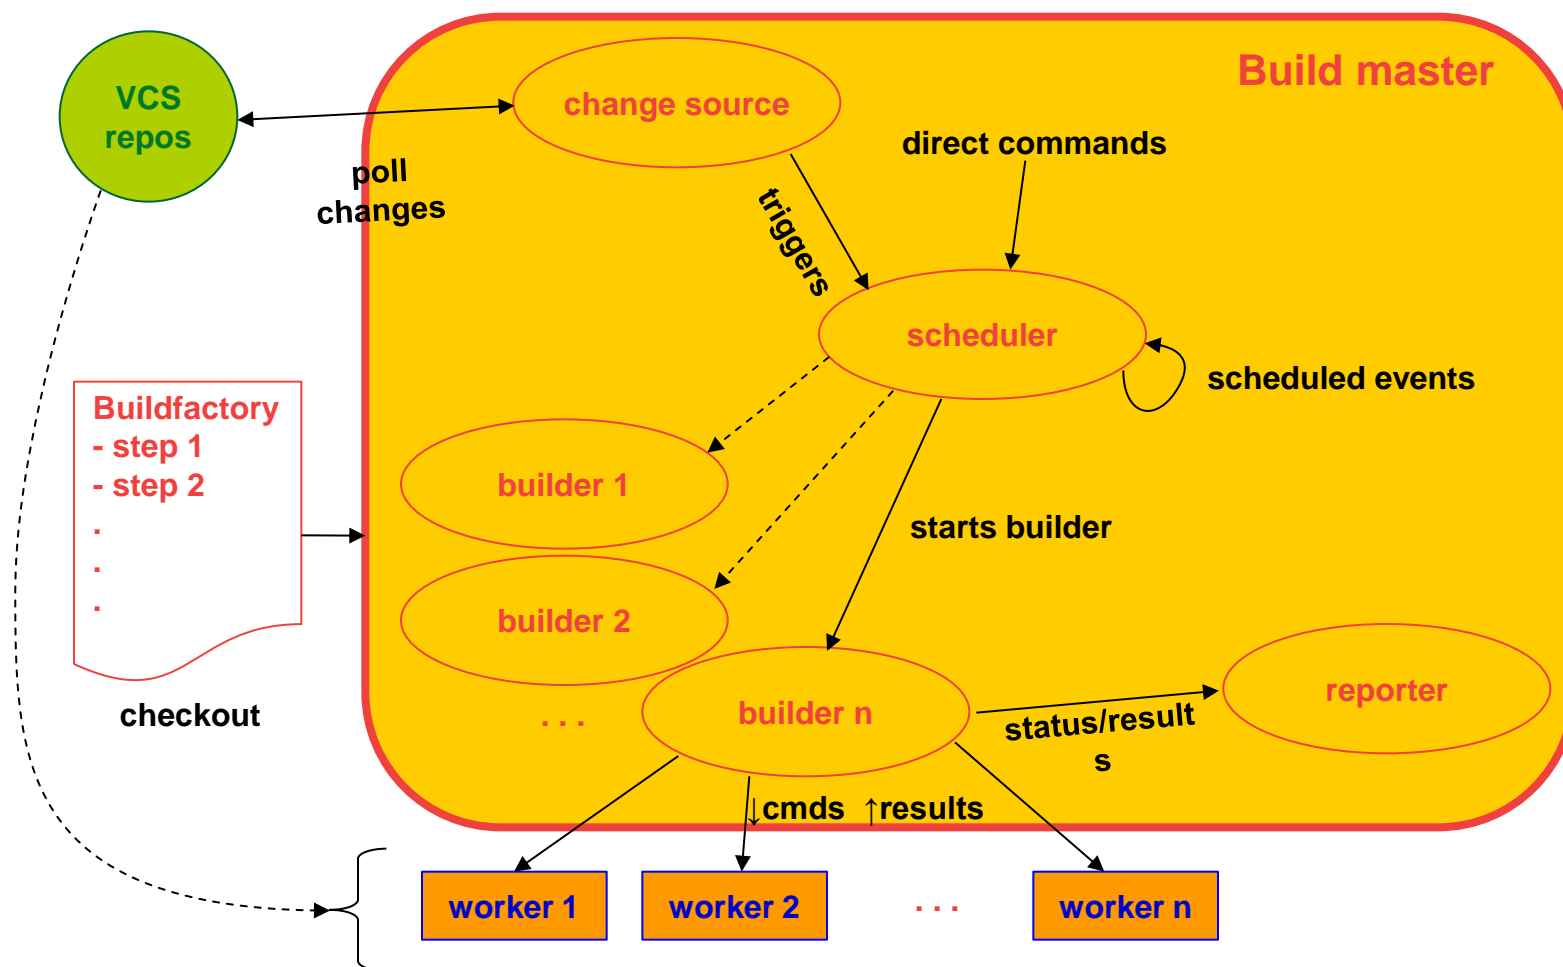 Build master
VCS
repos
change source
direct commands
poll
changes
triggers
scheduler
scheduled events
Buildfactory
- step 1
- step 2
.
.
.
builder 1
starts builder
builder 2
checkout
. . .
builder n
status/result
s
reporter
↓cmds ↑results
worker 1
worker 2
. . .
worker n